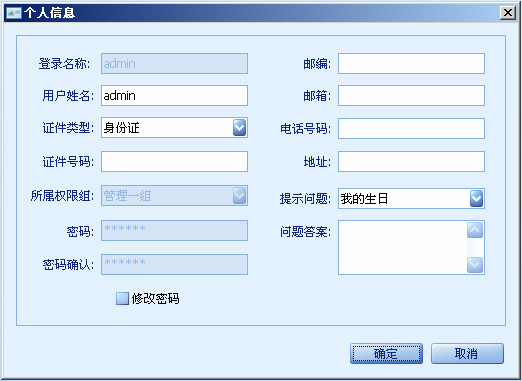 个人信息
登录名称: admin
用户姓名: admin
证件类型: 身份证
证件号码:
所属权限组: 管理一组
密码: ******
密码确认: ******
修改密码
邮编:
邮箱:
电话号码:
地址:
提示问题: 我的生日
问题答案:
确定
取消